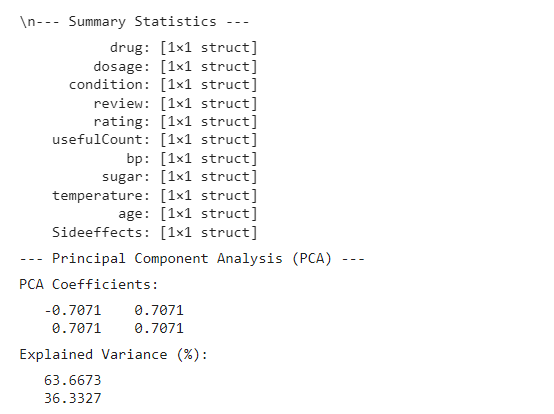 \n--- Summary Statistics ---
drug: [1×1 struct]
dosage: [1×1 struct]
condition: [1×1 struct]
review: [1×1 struct]
rating: [1×1 struct]
usefulCount: [1×1 struct]
bp: [1×1 struct]
sugar: [1×1 struct]
temperature: [1×1 struct]
age: [1×1 struct]
Sideeffects: [1×1 struct]
--- Principal Component Analysis (PCA) ---
PCA Coefficients:
-0.7071 0.7071
0.7071 0.7071
Explained Variance (%):
63.6673
36.3327